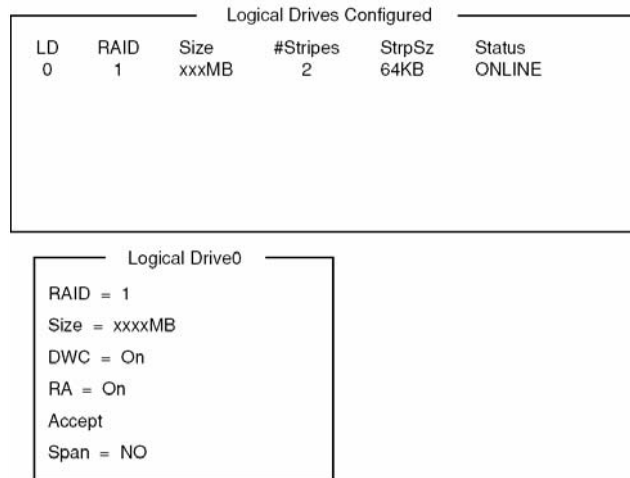 Logical Drives Configured
LD RAID Size #Stripes StrpSz Status
0 1 xxxMB 2 64KB ONLINE
Logical Drive0
RAID = 1
Size = xxxxMB
DWC = On
RA = On
Accept
Span = NO